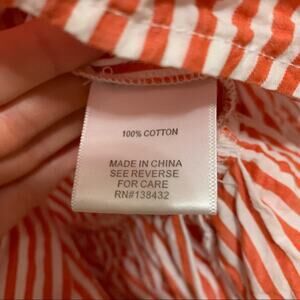 100% COTTON
MADE IN CHINA
SEE REVERSE
FOR CARE
RN#138432